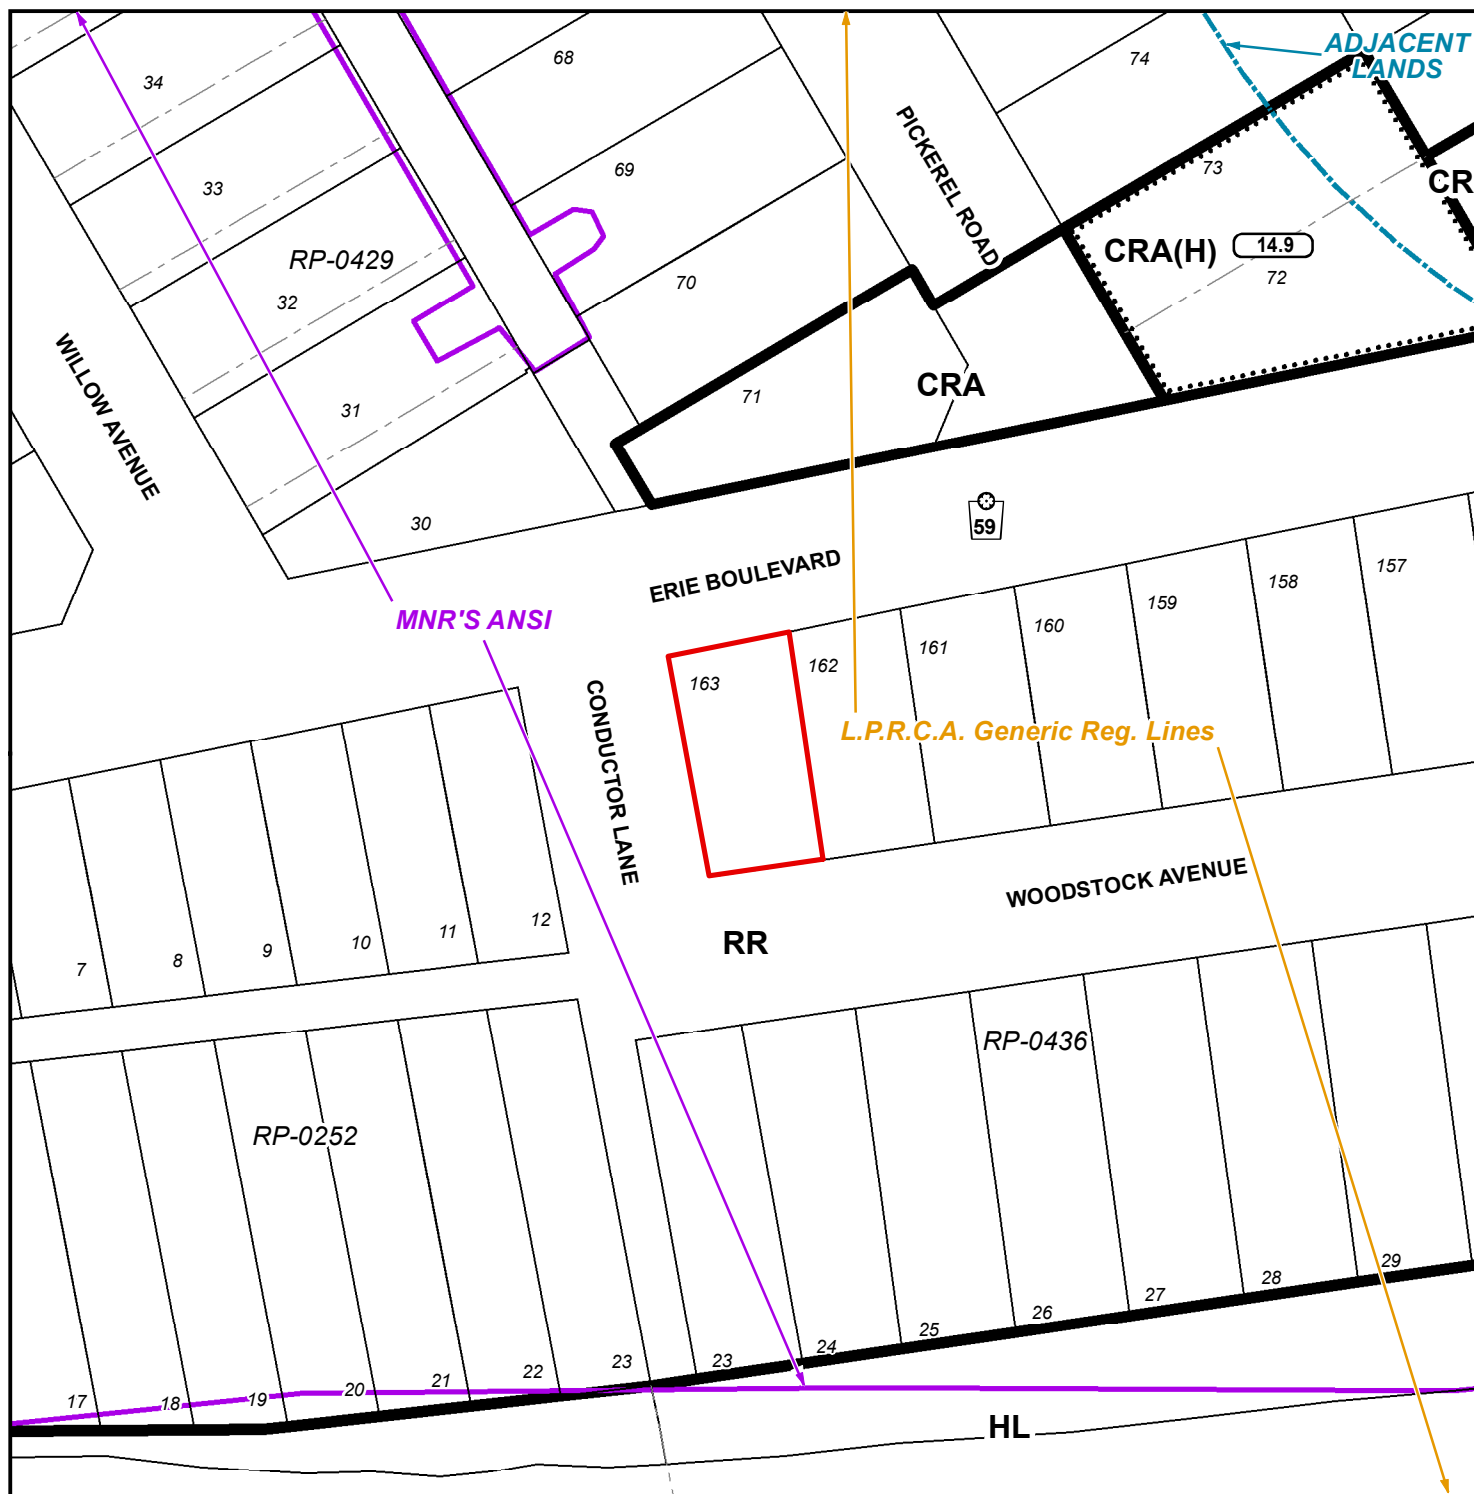 ADJACENT
LANDS
34
68
74
33
69
73
PICKEREL ROAD
CR
RP-0429
CRA(H)
14.9
32
70
72
WILLOW AVENUE
31
71
CRA
30
59
ERIE BOULEVARD
157
158
159
160
161
162
163
MNR'S ANSI
CONDUCTOR LANE
L.P.R.C.A. Generic Reg. Lines
WOODSTOCK AVENUE
7
8
9
10
11
12
RR
RP-0436
RP-0252
17
18
19
20
21
22
23
23
24
25
26
27
28
29
HL